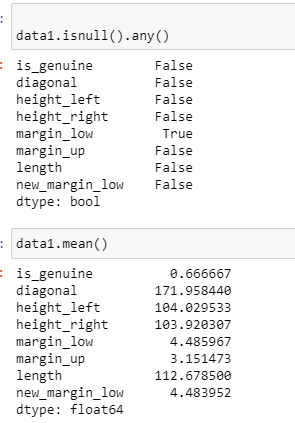 data1.isnull().any()
is_genuine False
diagonal False
height_left False
height_right False
margin_low True
margin_up False
length False
new_margin_low False
dtype: bool
data1.mean()
is_genuine 0.666667
diagonal 171.958440
height_left 104.029533
height_right 103.920307
margin_low 4.485967
margin_up 3.151473
length 112.678500
new_margin_low 4.483952
dtype: float64